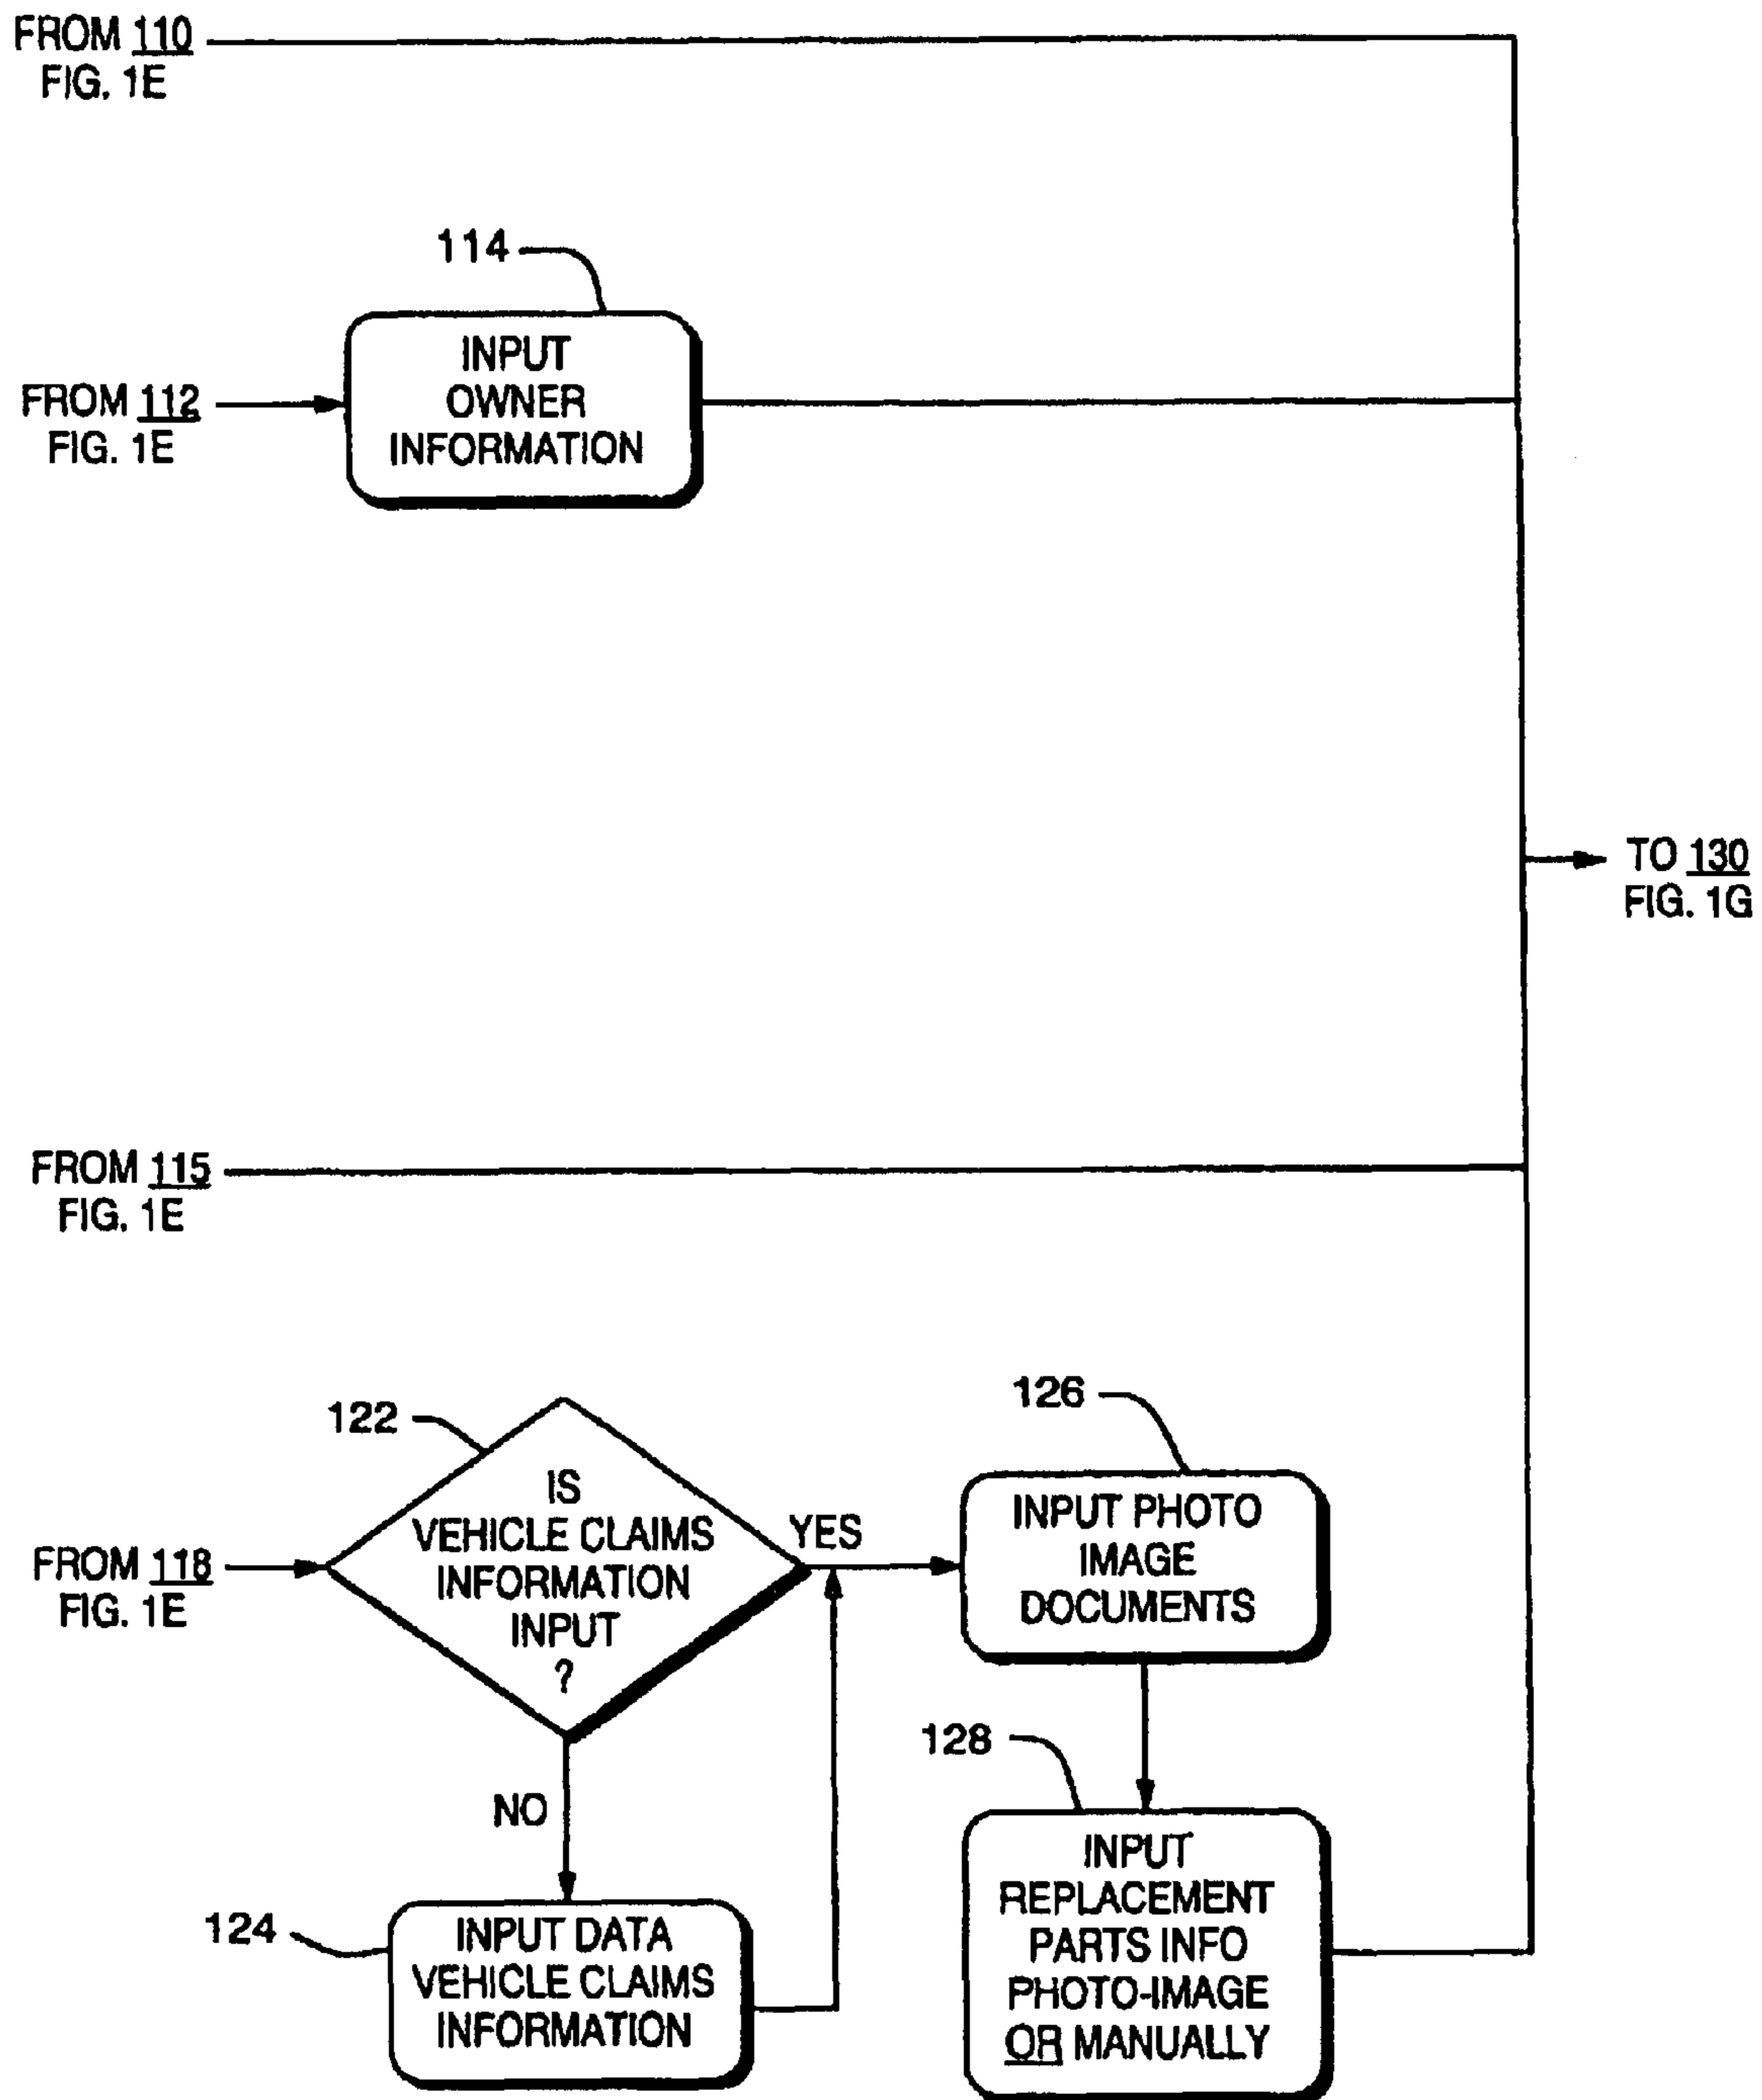 FROM 110
FIG. 1E
114
INPUT
OWNER
INFORMATION
FROM 112
FIG. 1E
TO 130
FIG. 1G
FROM 115
FIG. 1E
122
IS
VEHICLE CLAIMS
INFORMATION
INPUT
?
YES
FROM 118
FIG. 1E
NO
124
INPUT DATA
VEHICLE CLAIMS
INFORMATION
126
INPUT PHOTO
IMAGE
DOCUMENTS
128
INPUT
REPLACEMENT
PARTS INFO
PHOTO-IMAGE
OR MANUALLY